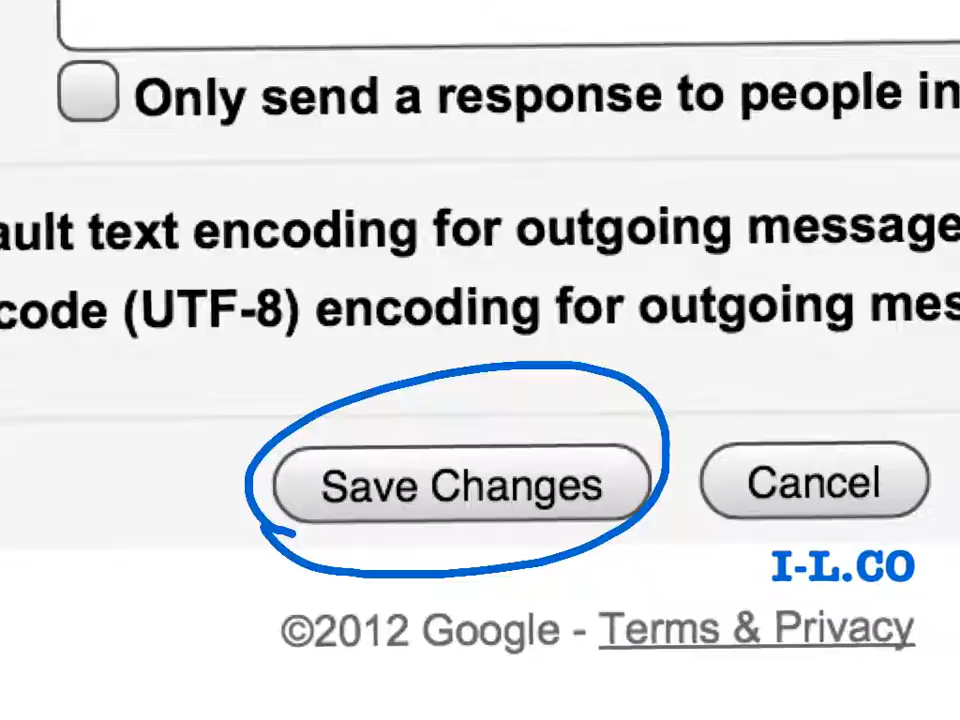 Only send a response to people in
ault text encoding for outgoing message
code (UTF-8) encoding for outgoing mes
Save Changes Cancel
I-L.CO
©2012 Google - Terms & Privacy